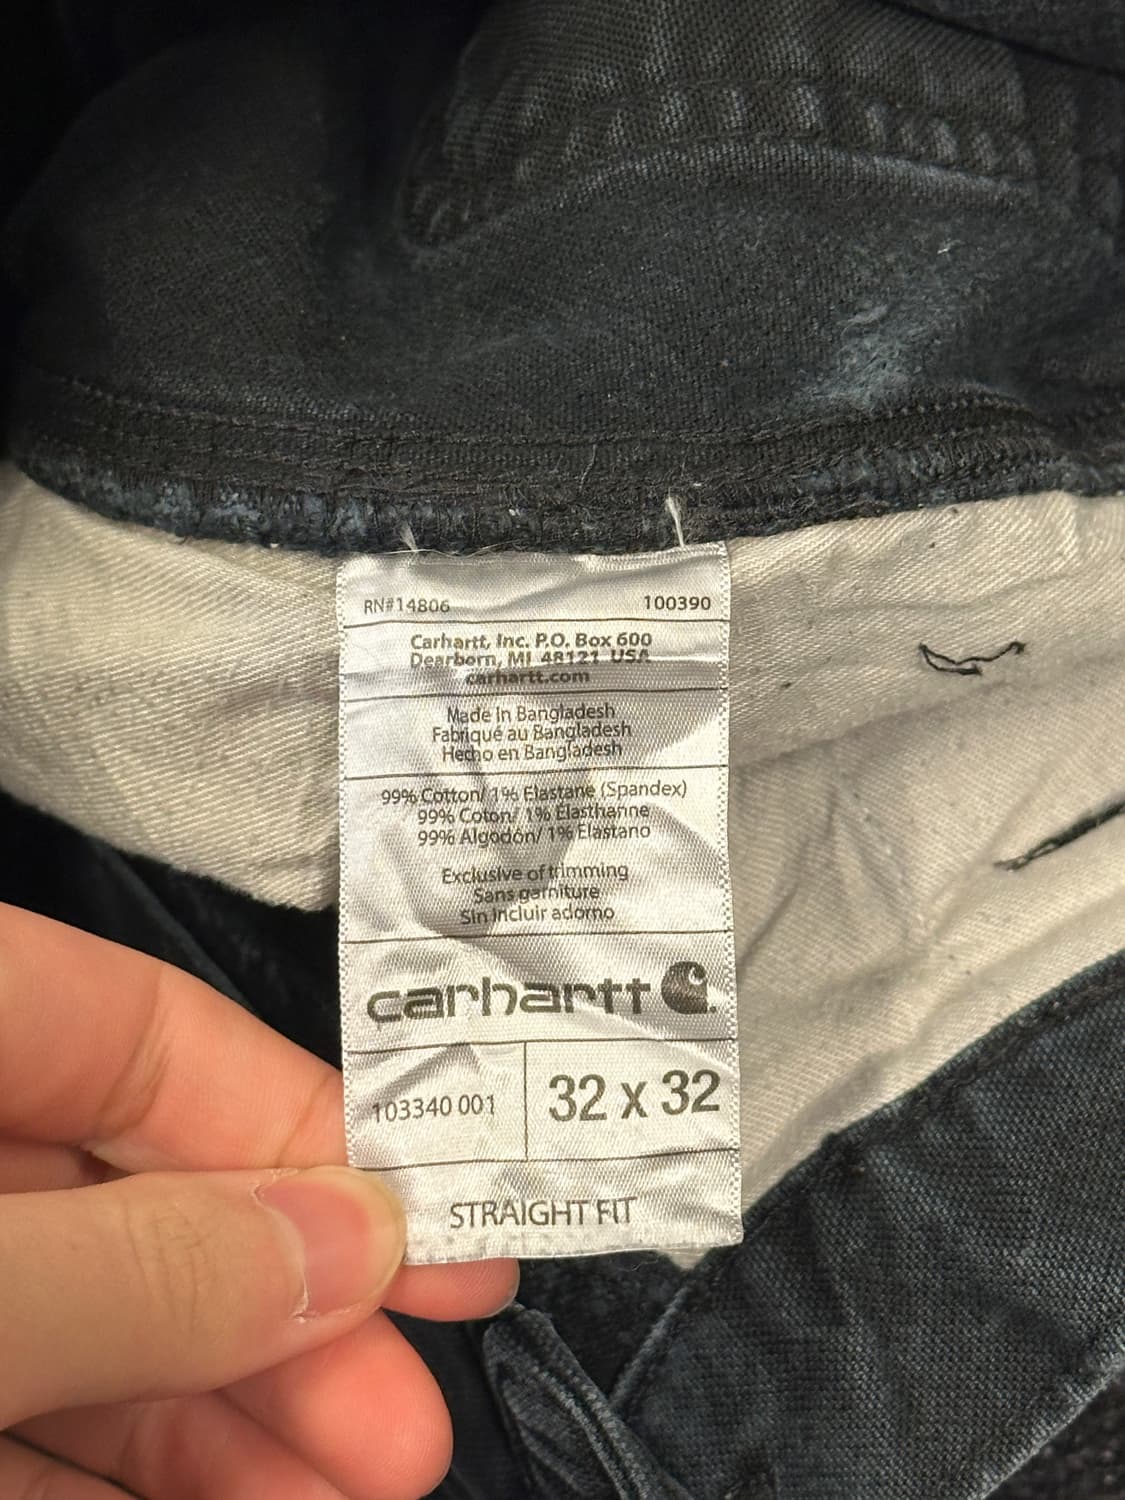 RN#14806 100390
Carhartt, Inc. P.O. Box 600
Dearborn, MI 48121 USA
carhartt.com
Made in Bangladesh
Fabriqué au Bangladesh
Hecho en Bangladesh
99% Cotton/ 1% Elastane (Spandex)
99% Coton/ 1% Élasthanne
99% Algodón/ 1% Elastano
Exclusive of trimming
Sans garniture
Sin incluir adorno
carhartt
103340 001 32 x 32
STRAIGHT FIT